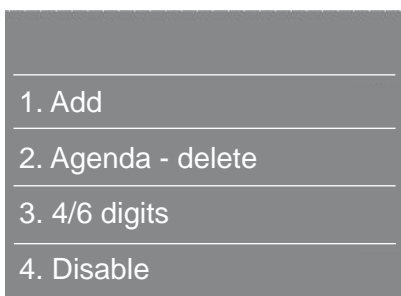 1. Add
2. Agenda - delete
3. 4/6 digits
4. Disable